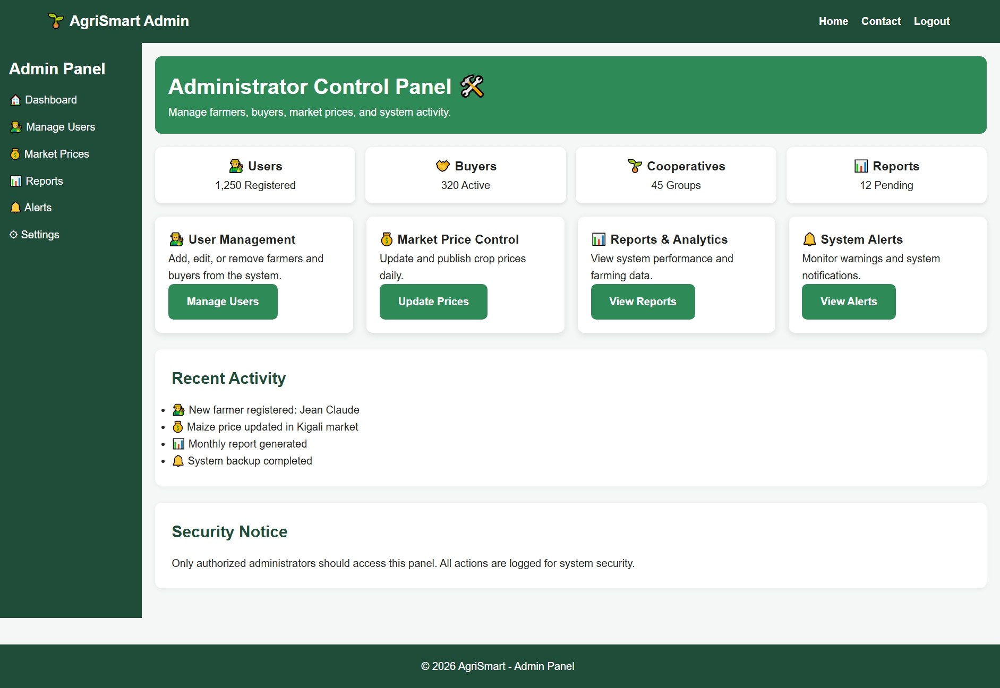 AgriSmart Admin
Home Contact Logout
Admin Panel
Dashboard
Manage Users
Market Prices
Reports
Alerts
Settings
Administrator Control Panel
Manage farmers, buyers, market prices, and system activity.
Users
1,250 Registered
Buyers
320 Active
Cooperatives
45 Groups
Reports
12 Pending
User Management
Add, edit, or remove farmers and
buyers from the system.
Manage Users
Market Price Control
Update and publish crop prices
daily.
Update Prices
Reports & Analytics
View system performance and
farming data.
View Reports
System Alerts
Monitor warnings and system
notifications.
View Alerts
Recent Activity
New farmer registered: Jean Claude
Maize price updated in Kigali market
Monthly report generated
System backup completed
Security Notice
Only authorized administrators should access this panel. All actions are logged for system security.
© 2026 AgriSmart - Admin Panel